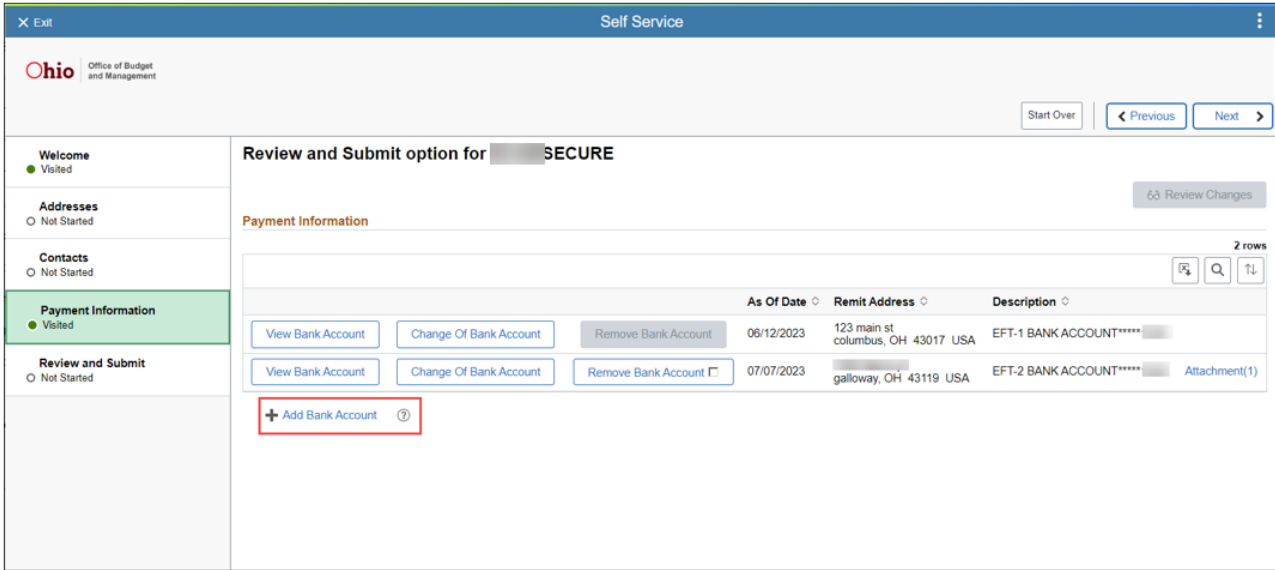 Exit
Self Service
Ohio
Office of Budget
and Management
Start Over
Previous
Next
Welcome
Visited
Addresses
Not Started
Contacts
Not Started
Payment Information
Visited
Review and Submit
Not Started
Review and Submit option for SECURE
Review Changes
Payment Information
2 rows
As Of Date Remit Address Description
View Bank Account Change Of Bank Account Remove Bank Account 06/12/2023 123 main st
columbus, OH 43017 USA EFT-1 BANK ACCOUNT*****
View Bank Account Change Of Bank Account Remove Bank Account 07/07/2023
galloway, OH 43119 USA EFT-2 BANK ACCOUNT***** Attachment(1)
+ Add Bank Account ?